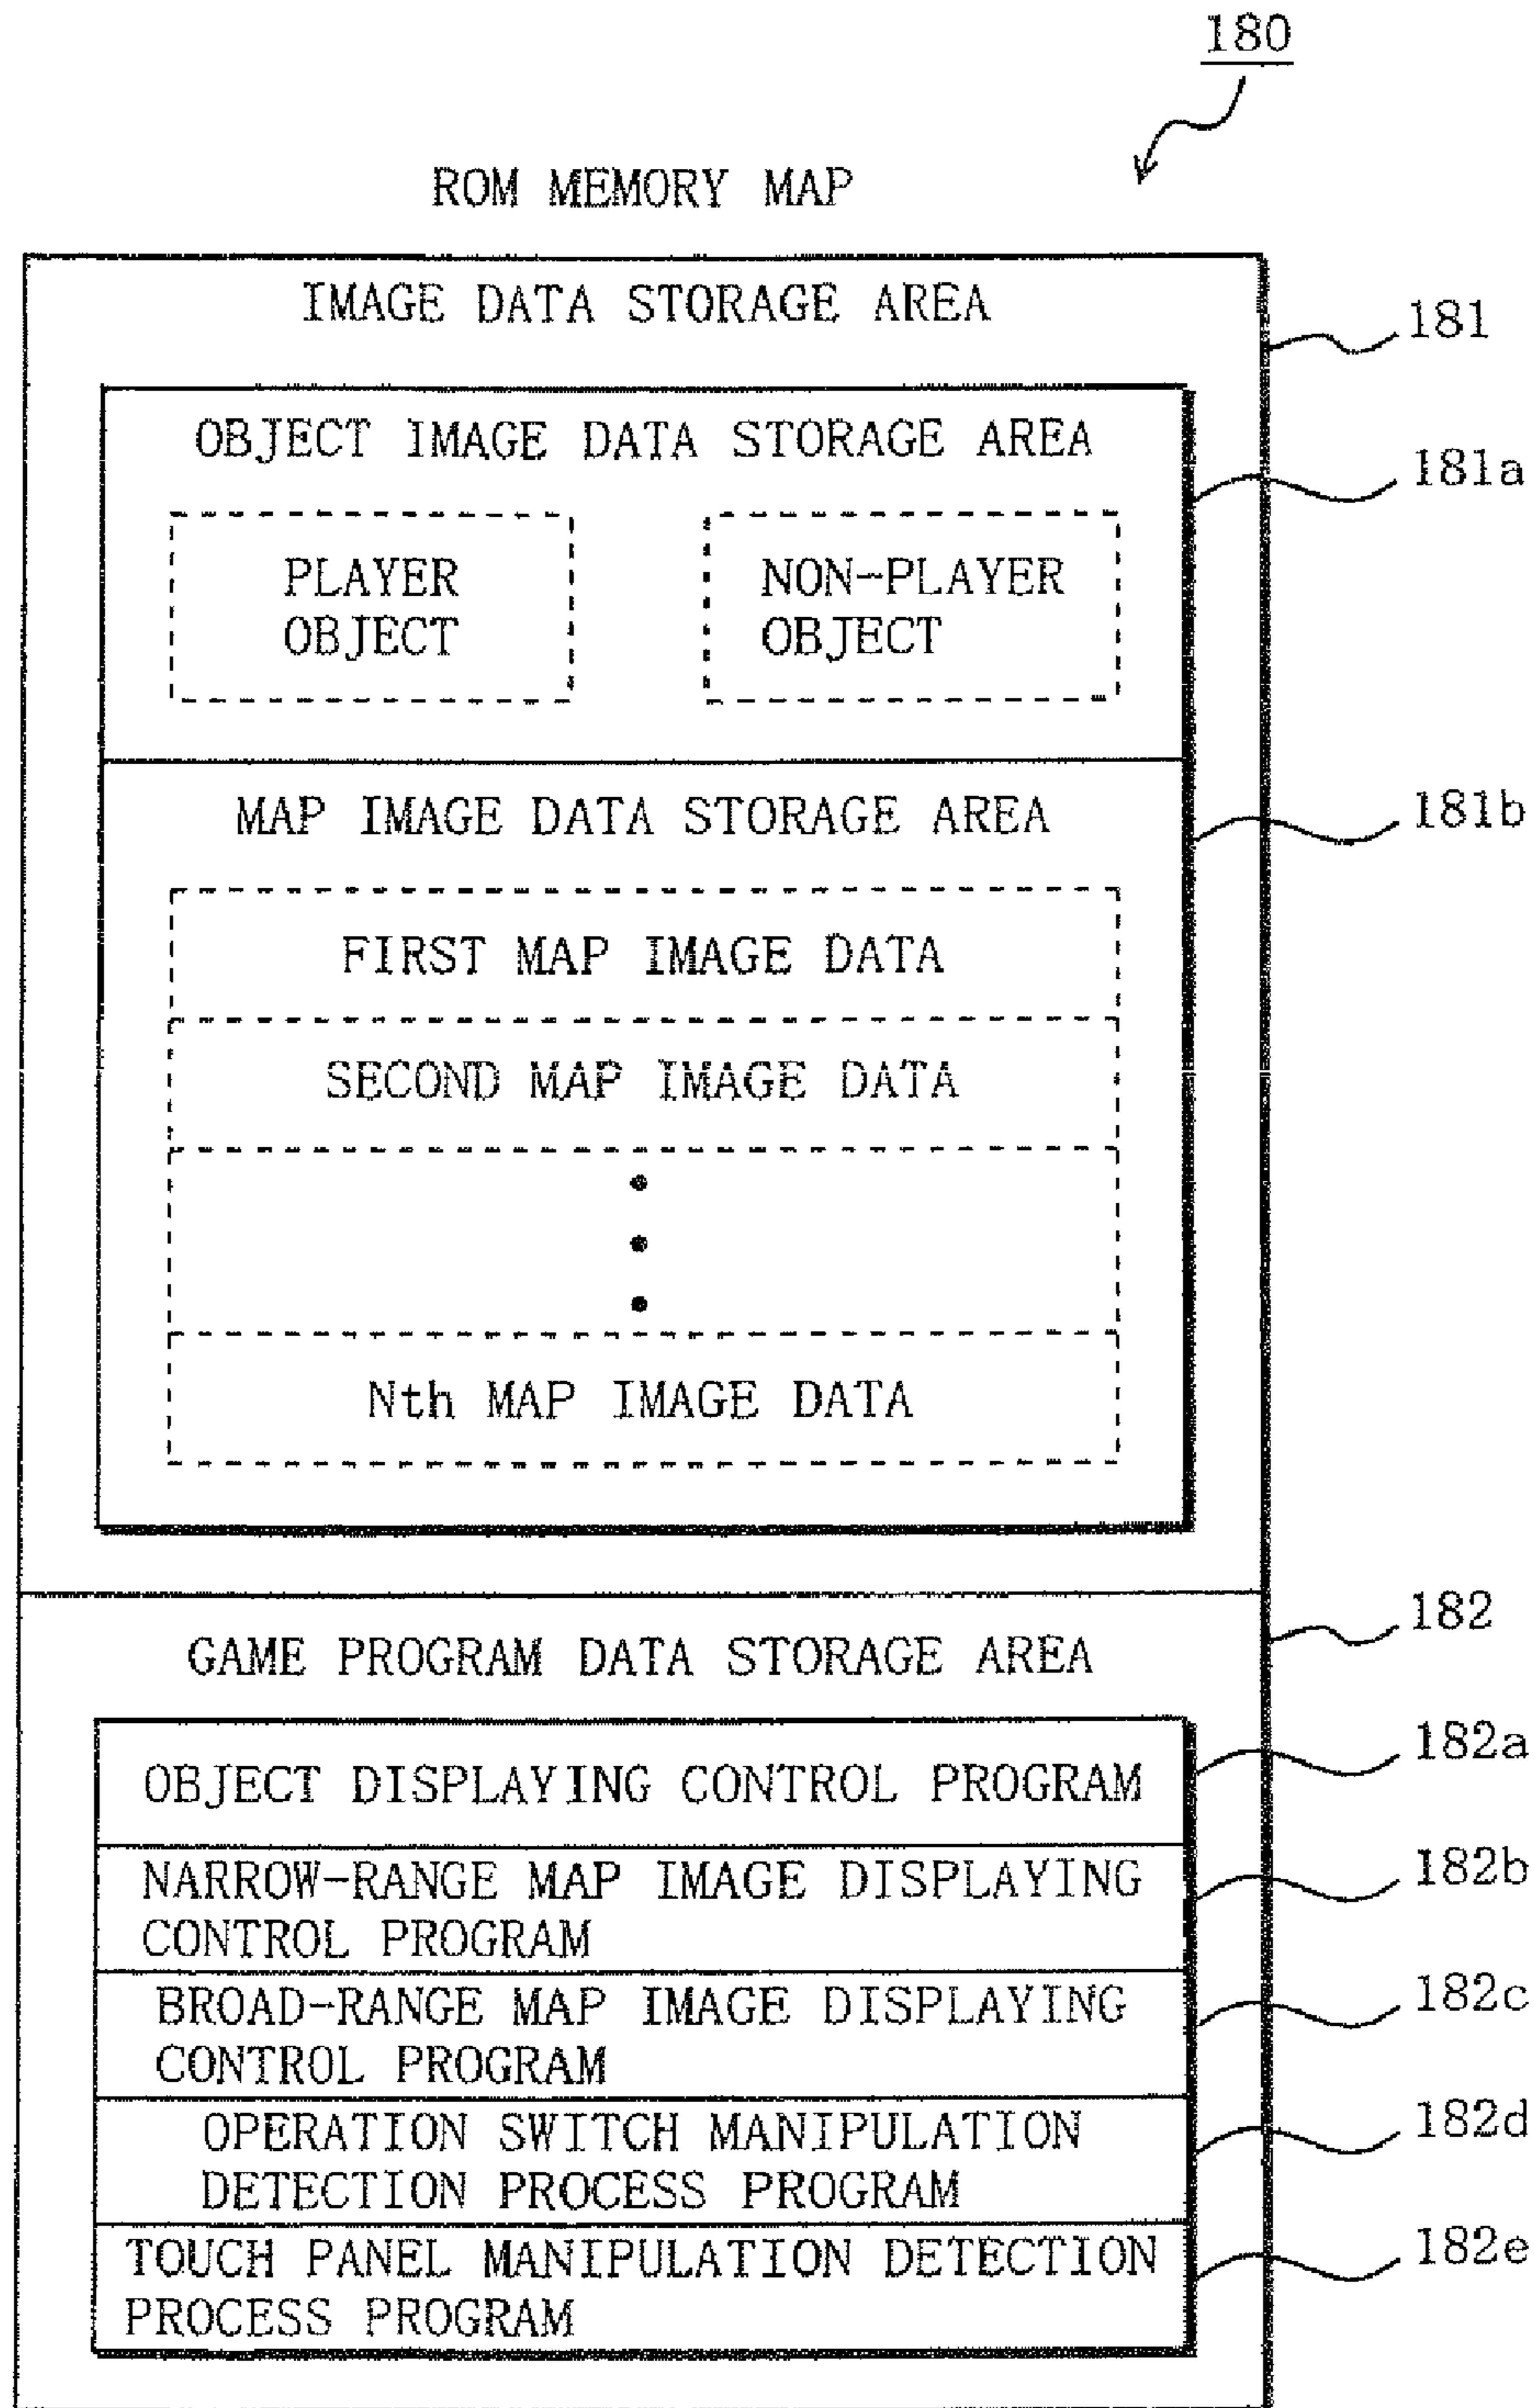 180
ROM MEMORY MAP
IMAGE DATA STORAGE AREA
181
OBJECT IMAGE DATA STORAGE AREA
181a
PLAYER
OBJECT
NON-PLAYER
OBJECT
MAP IMAGE DATA STORAGE AREA
181b
FIRST MAP IMAGE DATA
SECOND MAP IMAGE DATA
Nth MAP IMAGE DATA
182
GAME PROGRAM DATA STORAGE AREA
182a
OBJECT DISPLAYING CONTROL PROGRAM
182b
NARROW-RANGE MAP IMAGE DISPLAYING
CONTROL PROGRAM
182c
BROAD-RANGE MAP IMAGE DISPLAYING
CONTROL PROGRAM
182d
OPERATION SWITCH MANIPULATION
DETECTION PROCESS PROGRAM
182e
TOUCH PANEL MANIPULATION DETECTION
PROCESS PROGRAM